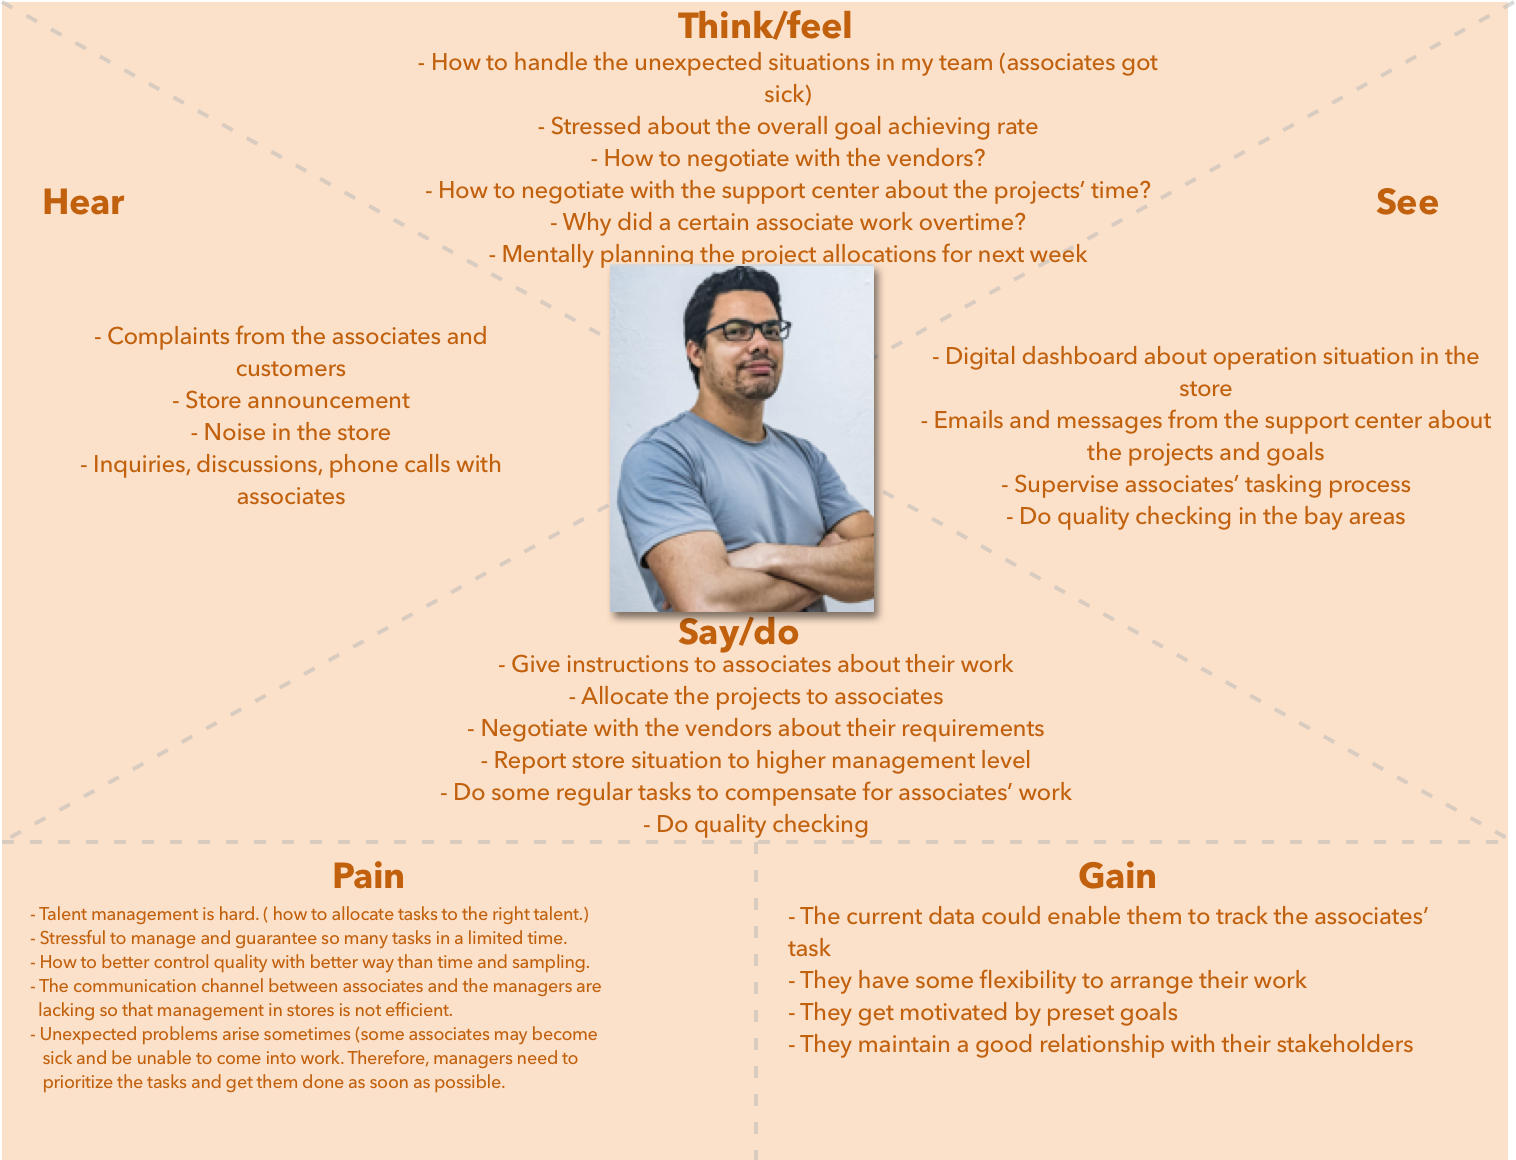 Think/feel
- How to handle the unexpected situations in my team (associates got
sick)
- Stressed about the overall goal achieving rate
- How to negotiate with the vendors?
- How to negotiate with the support center about the projects’ time?
- Why did a certain associate work overtime?
- Mentally planning the project allocations for next week
Hear
- Complaints from the associates and
customers
- Store announcement
- Noise in the store
- Inquiries, discussions, phone calls with
associates
See
- Digital dashboard about operation situation in the
store
- Emails and messages from the support center about
the projects and goals
- Supervise associates’ tasking process
- Do quality checking in the bay areas
Say/do
- Give instructions to associates about their work
- Allocate the projects to associates
- Negotiate with the vendors about their requirements
- Report store situation to higher management level
- Do some regular tasks to compensate for associates’ work
- Do quality checking
Pain
- Talent management is hard. ( how to allocate tasks to the right talent.)
- Stressful to manage and guarantee so many tasks in a limited time.
- How to better control quality with better way than time and sampling.
- The communication channel between associates and the managers are
lacking so that management in stores is not efficient.
- Unexpected problems arise sometimes (some associates may become
sick and be unable to come into work. Therefore, managers need to
prioritize the tasks and get them done as soon as possible.
Gain
- The current data could enable them to track the associates’
task
- They have some flexibility to arrange their work
- They get motivated by preset goals
- They maintain a good relationship with their stakeholders